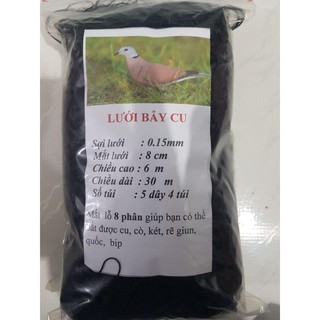 LƯỚI BẪY CU
Sợi lưới : 0.15mm
Mắt lưới : 8 cm
Chiều cao : 6 m
Chiều dài : 30 m
Số túi : 5 dây 4 túi
Mắt lỗ 8 phân giúp bạn có thể
bắt được cu, cò, két, rẽ giun,
quốc, bịp